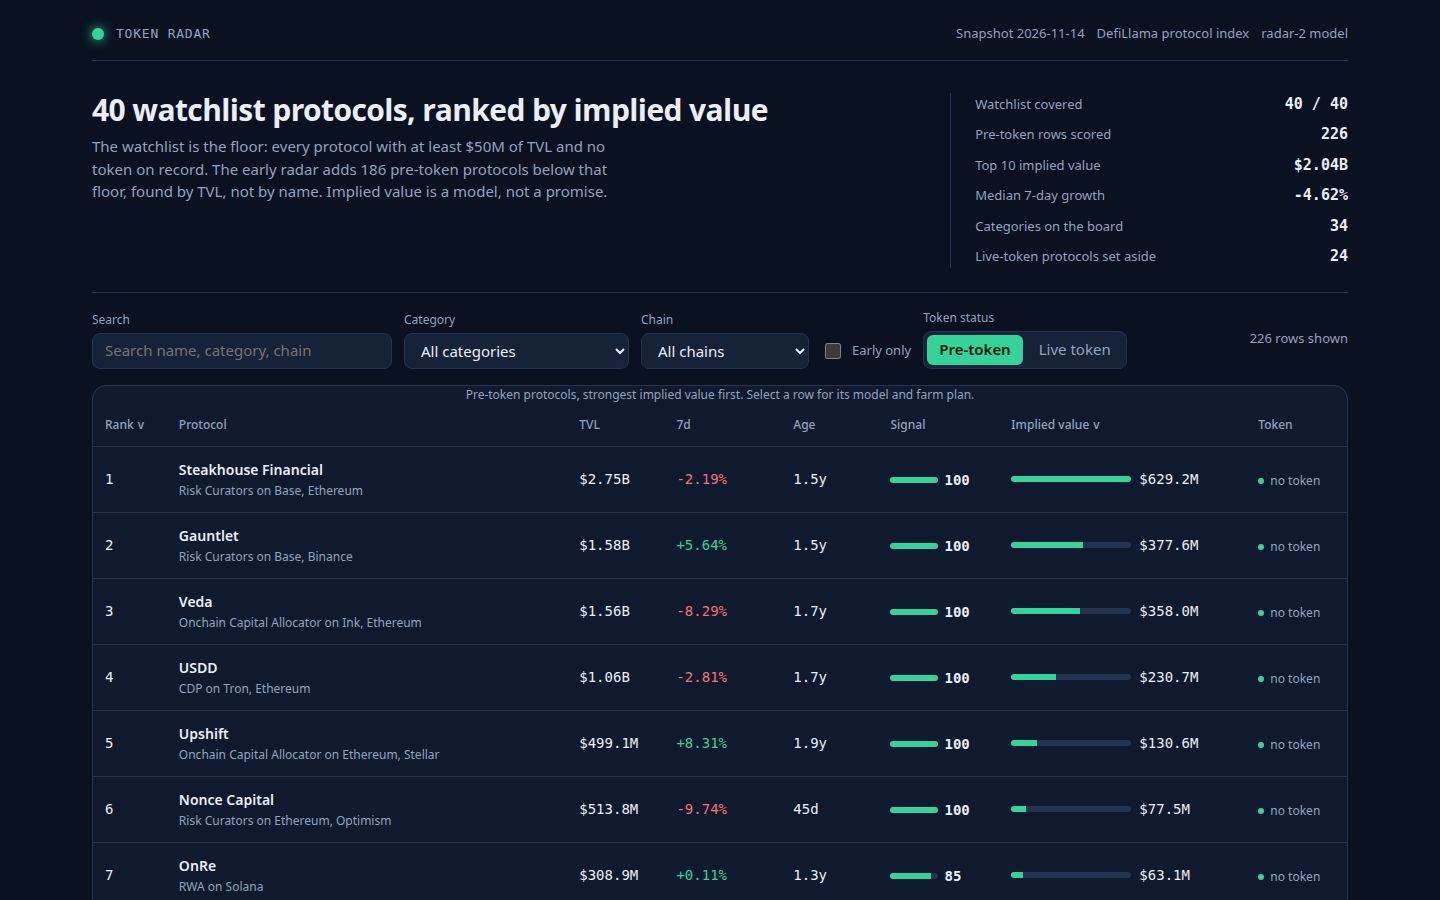 TOKEN RADAR
Snapshot 2026-11-14 DefiLlama protocol index radar-2 model
40 watchlist protocols, ranked by implied value
The watchlist is the floor: every protocol with at least $50M of TVL and no
token on record. The early radar adds 186 pre-token protocols below that
floor, found by TVL, not by name. Implied value is a model, not a promise.
Watchlist covered 40 / 40
Pre-token rows scored 226
Top 10 implied value $2.04B
Median 7-day growth -4.62%
Categories on the board 34
Live-token protocols set aside 24
Search Category Chain Token status
Search name, category, chain All categories All chains Early only Pre-token Live token 226 rows shown
Pre-token protocols, strongest implied value first. Select a row for its model and farm plan.
Rank v Protocol TVL 7d Age Signal Implied value v Token
1 Steakhouse Financial $2.75B -2.19% 1.5y 100 $629.2M no token
Risk Curators on Base, Ethereum
2 Gauntlet $1.58B +5.64% 1.5y 100 $377.6M no token
Risk Curators on Base, Binance
3 Veda $1.56B -8.29% 1.7y 100 $358.0M no token
Onchain Capital Allocator on Ink, Ethereum
4 USDD $1.06B -2.81% 1.7y 100 $230.7M no token
CDP on Tron, Ethereum
5 Upshift $499.1M +8.31% 1.9y 100 $130.6M no token
Onchain Capital Allocator on Ethereum, Stellar
6 Nonce Capital $513.8M -9.74% 45d 100 $77.5M no token
Risk Curators on Ethereum, Optimism
7 OnRe $308.9M +0.11% 1.3y 85 $63.1M no token
RWA on Solana